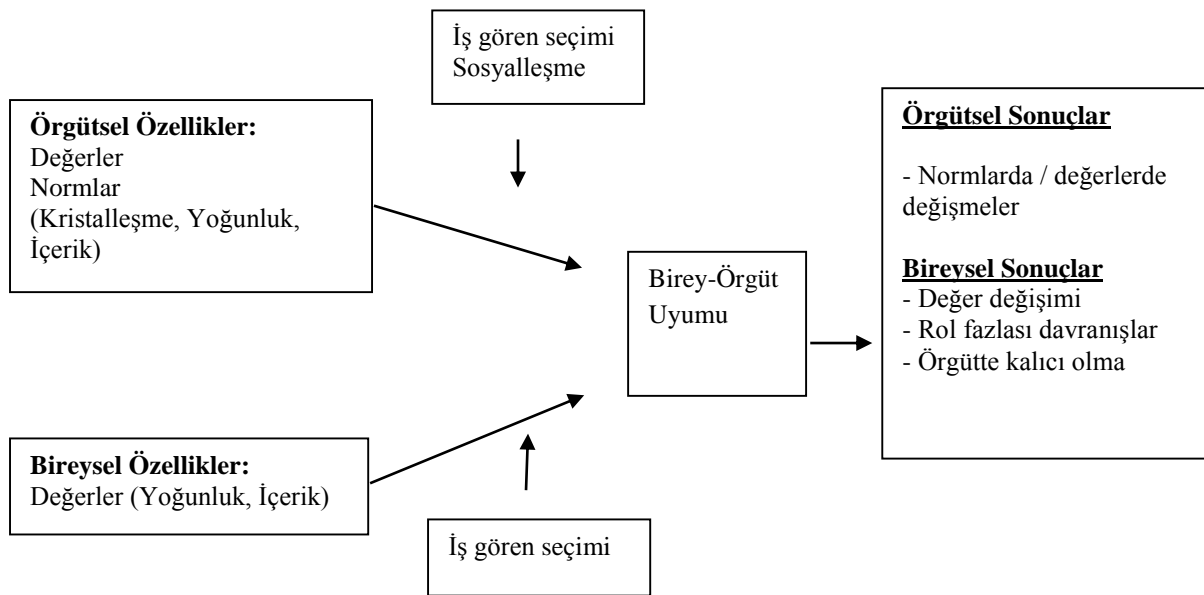 İş gören seçimi
Sosyalleşme
Örgütsel Özellikler:
Değerler
Normlar
(Kristalleşme, Yoğunluk,
İçerik)
Birey-Örgüt
Uyumu
Örgütsel Sonuçlar
- Normlarda / değerlerde
değişmeler
Bireysel Sonuçlar
- Değer değişimi
- Rol fazlası davranışlar
- Örgütte kalıcı olma
Bireysel Özellikler:
Değerler (Yoğunluk, İçerik)
İş gören seçimi